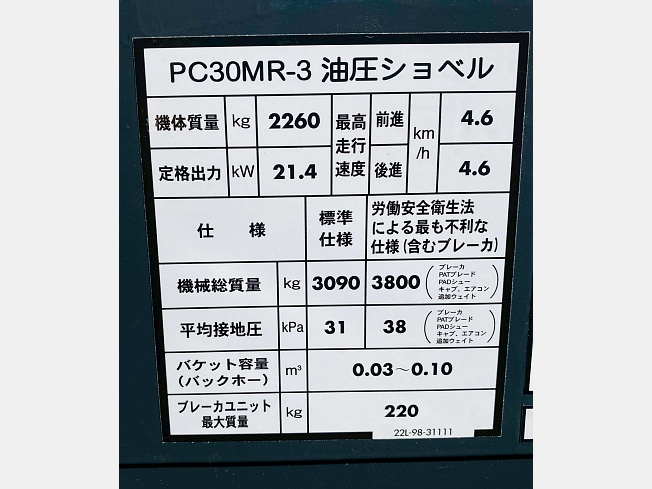 PC30MR-3 油圧ショベル
機体質量 kg 2260 最高走行速度 前進 km/h 4.6
定格出力 kW 21.4 後進 4.6
仕 様 標準仕様 労働安全衛生法による最も不利な仕様(含むブレーカ)
機械総質量 kg 3090 3800 (ブレーカ PATブレード PADシュー キャブ、エアコン 追加ウェイト)
平均接地圧 kPa 31 38 (ブレーカ PATブレード PADシュー キャブ、エアコン 追加ウェイト)
バケット容量(バックホー) m³ 0.03～0.10
ブレーカユニット最大質量 kg 220
22L-98-31111